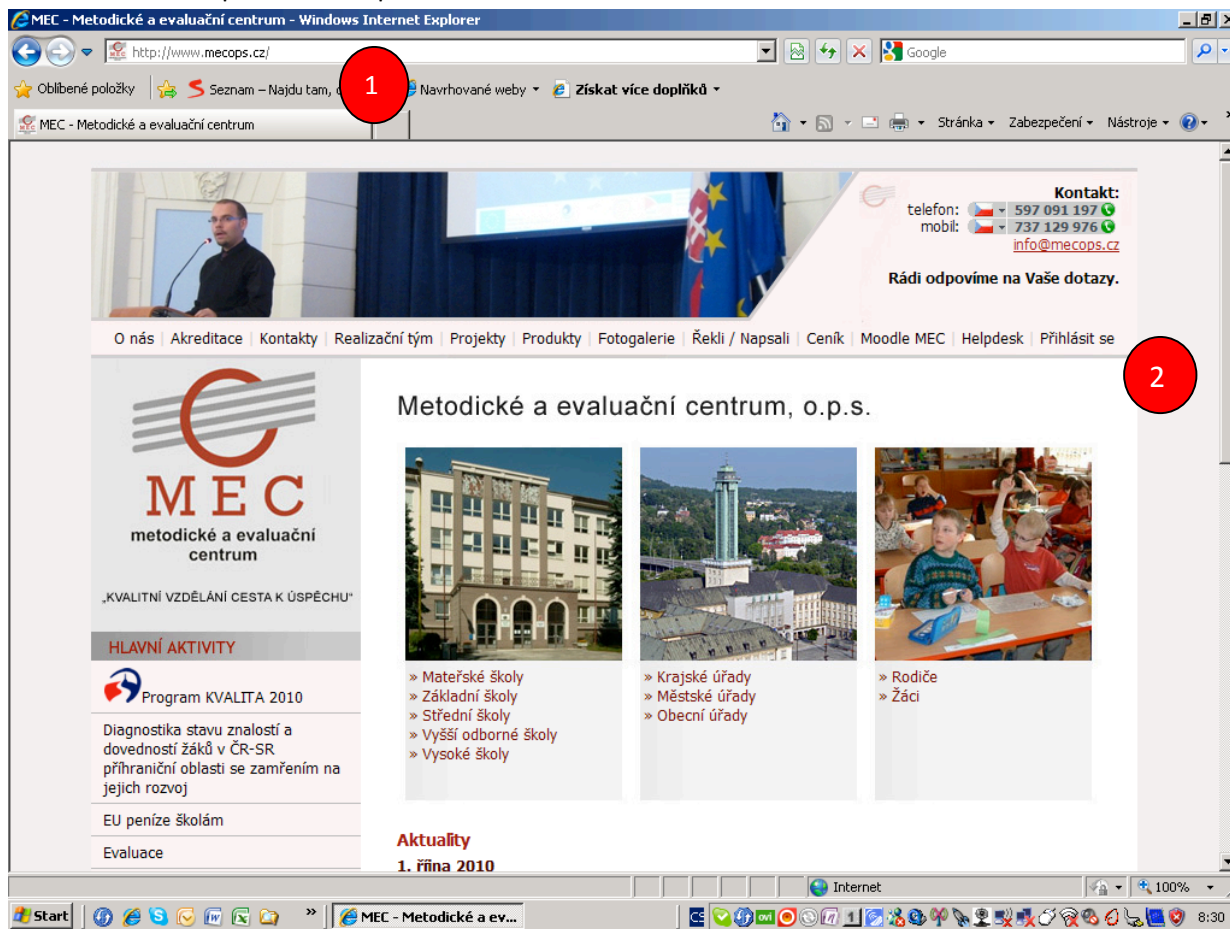 MEC - Metodické a evaluační centrum - Windows Internet Explorer
http://www.mecops.cz/
Google
1
Oblíbené položky
Seznam – Najdu tam,
Navrhované weby
Získat více doplňků
MEC - Metodické a evaluační centrum
Stránka
Zabezpečení
Nástroje
Kontakt:
telefon: 597 091 197
mobil: 737 129 976
info@mecops.cz
Rádi odpovíme na Vaše dotazy.
O nás | Akreditace | Kontakty | Realizační tým | Projekty | Produkty | Fotogalerie | Řekli / Napsali | Ceník | Moodle MEC | Helpdesk | Přihlásit se
2
MEC
metodické a evaluační
centrum
„KVALITNÍ VZDĚLÁNÍ CESTA K ÚSPĚCHU"
HLAVNÍ AKTIVITY
Program KVALITA 2010
Diagnostika stavu znalostí a
dovedností žáků v ČR-SR
příhraniční oblasti se zamřením na
jejich rozvoj
EU peníze školám
Evaluace
Metodické a evaluační centrum, o.p.s.
» Mateřské školy
» Základní školy
» Střední školy
» Vyšší odborné školy
» Vysoké školy
» Krajské úřady
» Městské úřady
» Obecní úřady
» Rodiče
» Žáci
Aktuality
1. října 2010
Internet
100%
Start
MEC - Metodické a ev...
CS
8:30